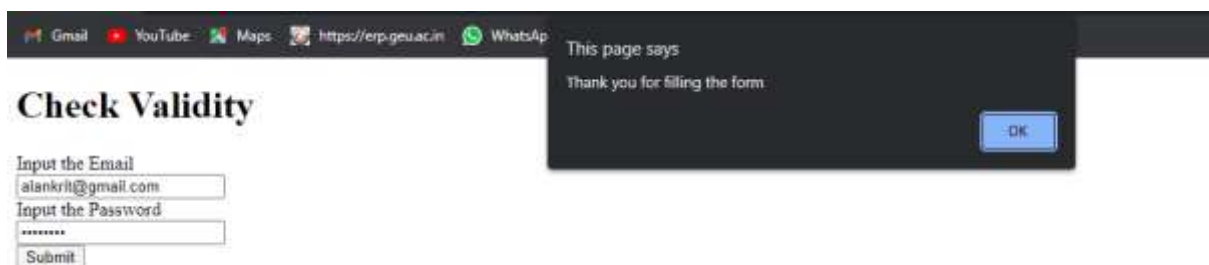 Gmail YouTube Maps https://erp.geu.ac.in WhatsAp
This page says
Thank you for filling the form
OK
Check Validity
Input the Email
alankrit@gmail.com
Input the Password
••••••••
Submit